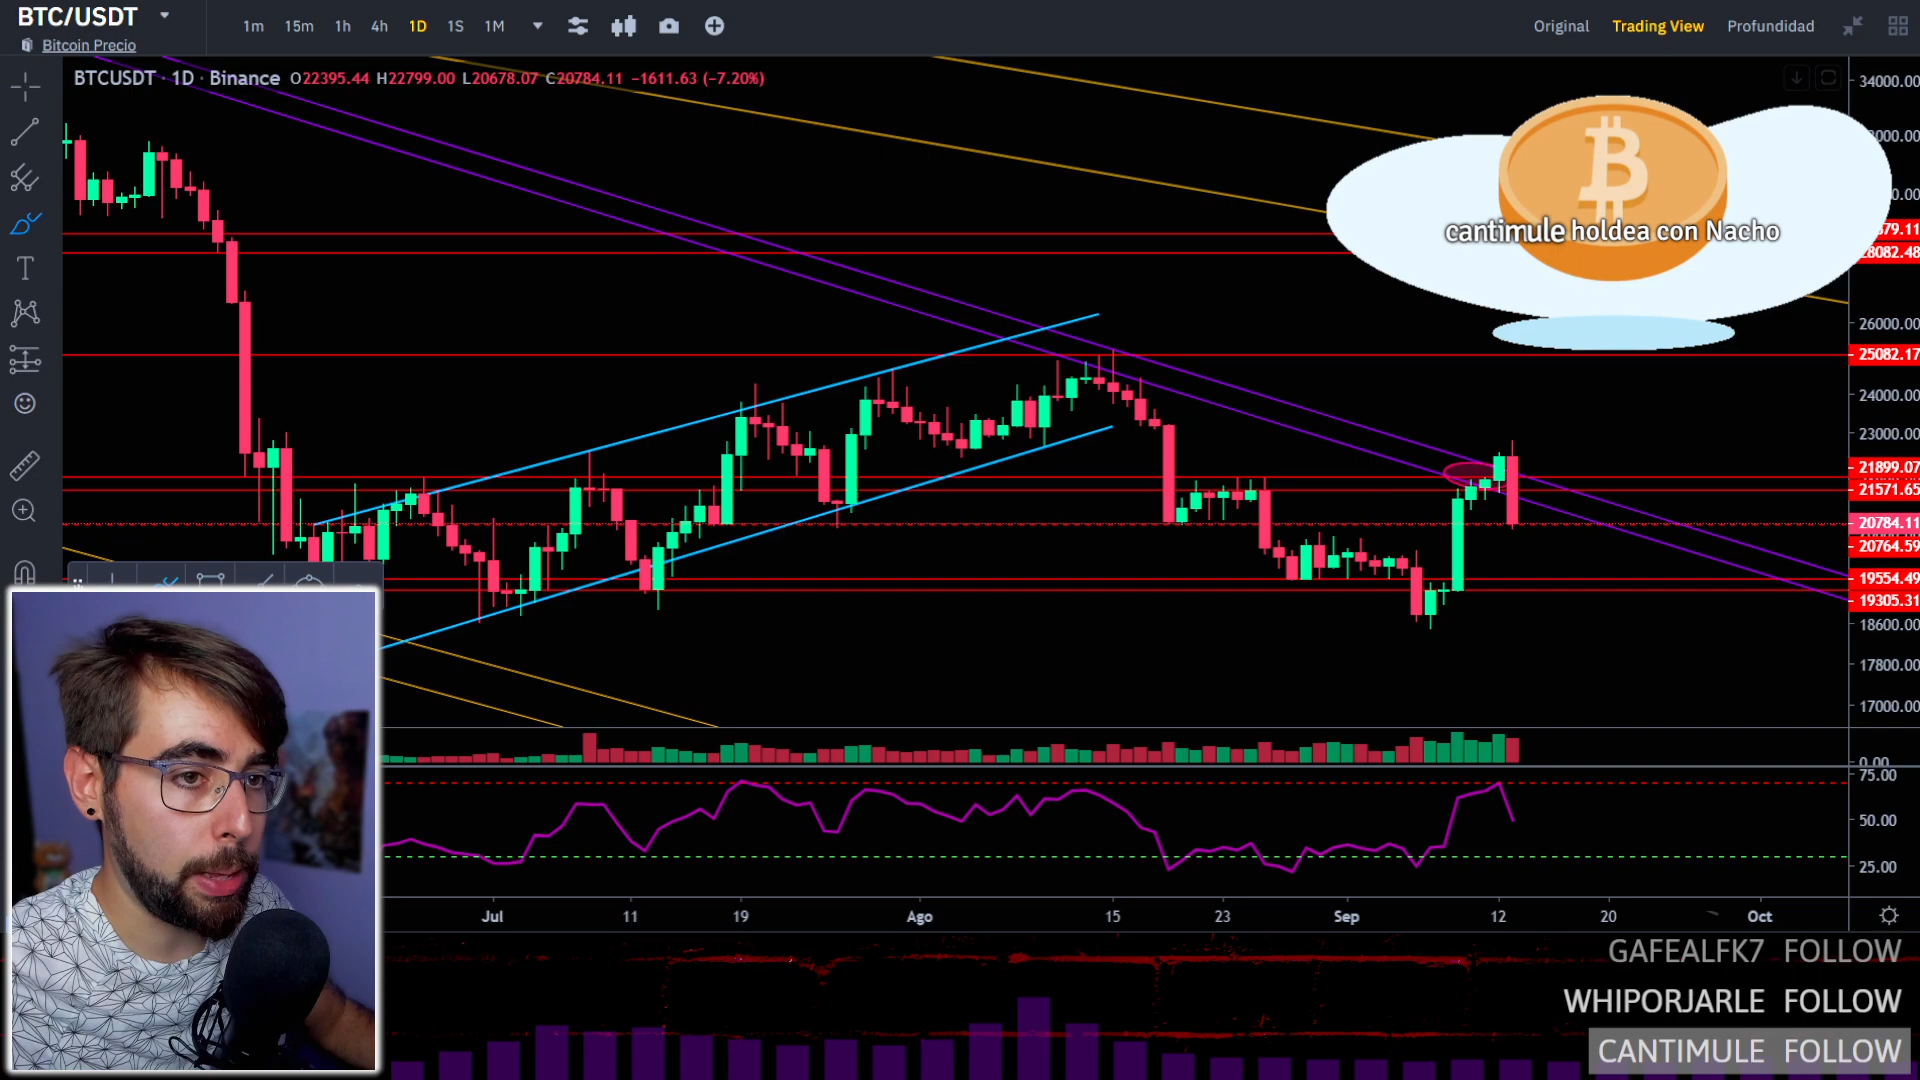 BTC/USDT
Bitcoin Precio
1m 15m 1h 4h 1D 1S 1M
Original Trading View Profundidad
BTCUSDT · 1D · Binance O22395.44 H22799.00 L20678.07 C20784.11 −1611.63 (−7.20%)
34000.00
cantimule holdea con Nacho
28082.48
26000.00
25082.17
24000.00
23000.00
21899.07
21571.65
20784.11
20764.59
19554.49
19305.31
18600.00
17800.00
17000.00
0.00
75.00
50.00
25.00
Jul 11 19 Ago 15 23 Sep 12 20 Oct
GAFEALFK7 FOLLOW
WHIPORJARLE FOLLOW
CANTIMULE FOLLOW